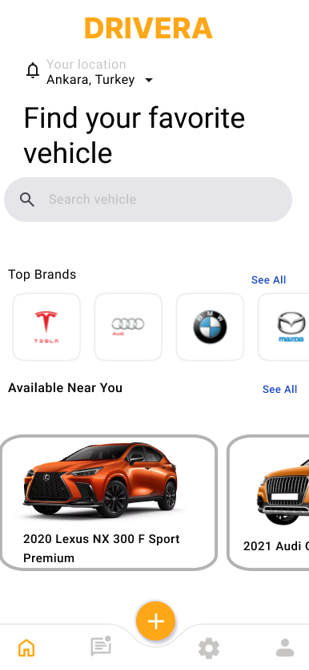 DRIVERA
Your location
Ankara, Turkey
Find your favorite
vehicle
Search vehicle
Top Brands
See All
TESLA
Audi
BMW
mazda
Available Near You
See All
2020 Lexus NX 300 F Sport
Premium
2021 Audi